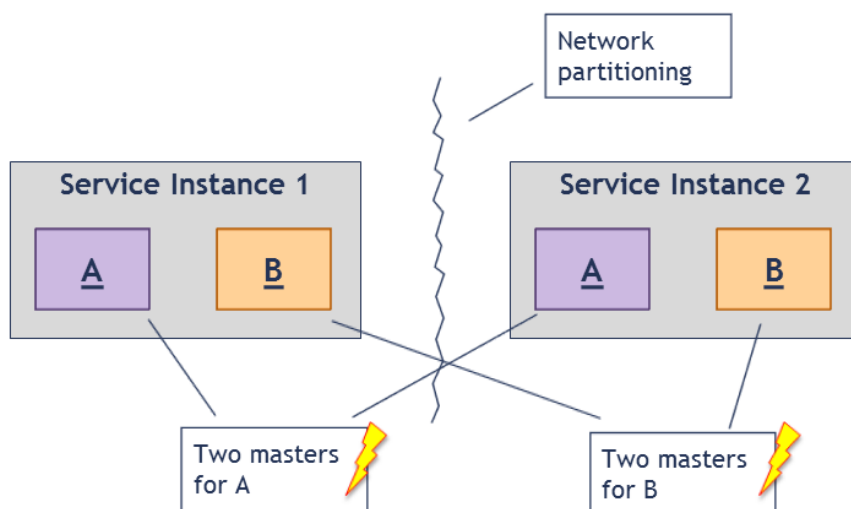 Network
partitioning
Service Instance 1
Service Instance 2
A
B
A
B
Two masters
for A
Two masters
for B